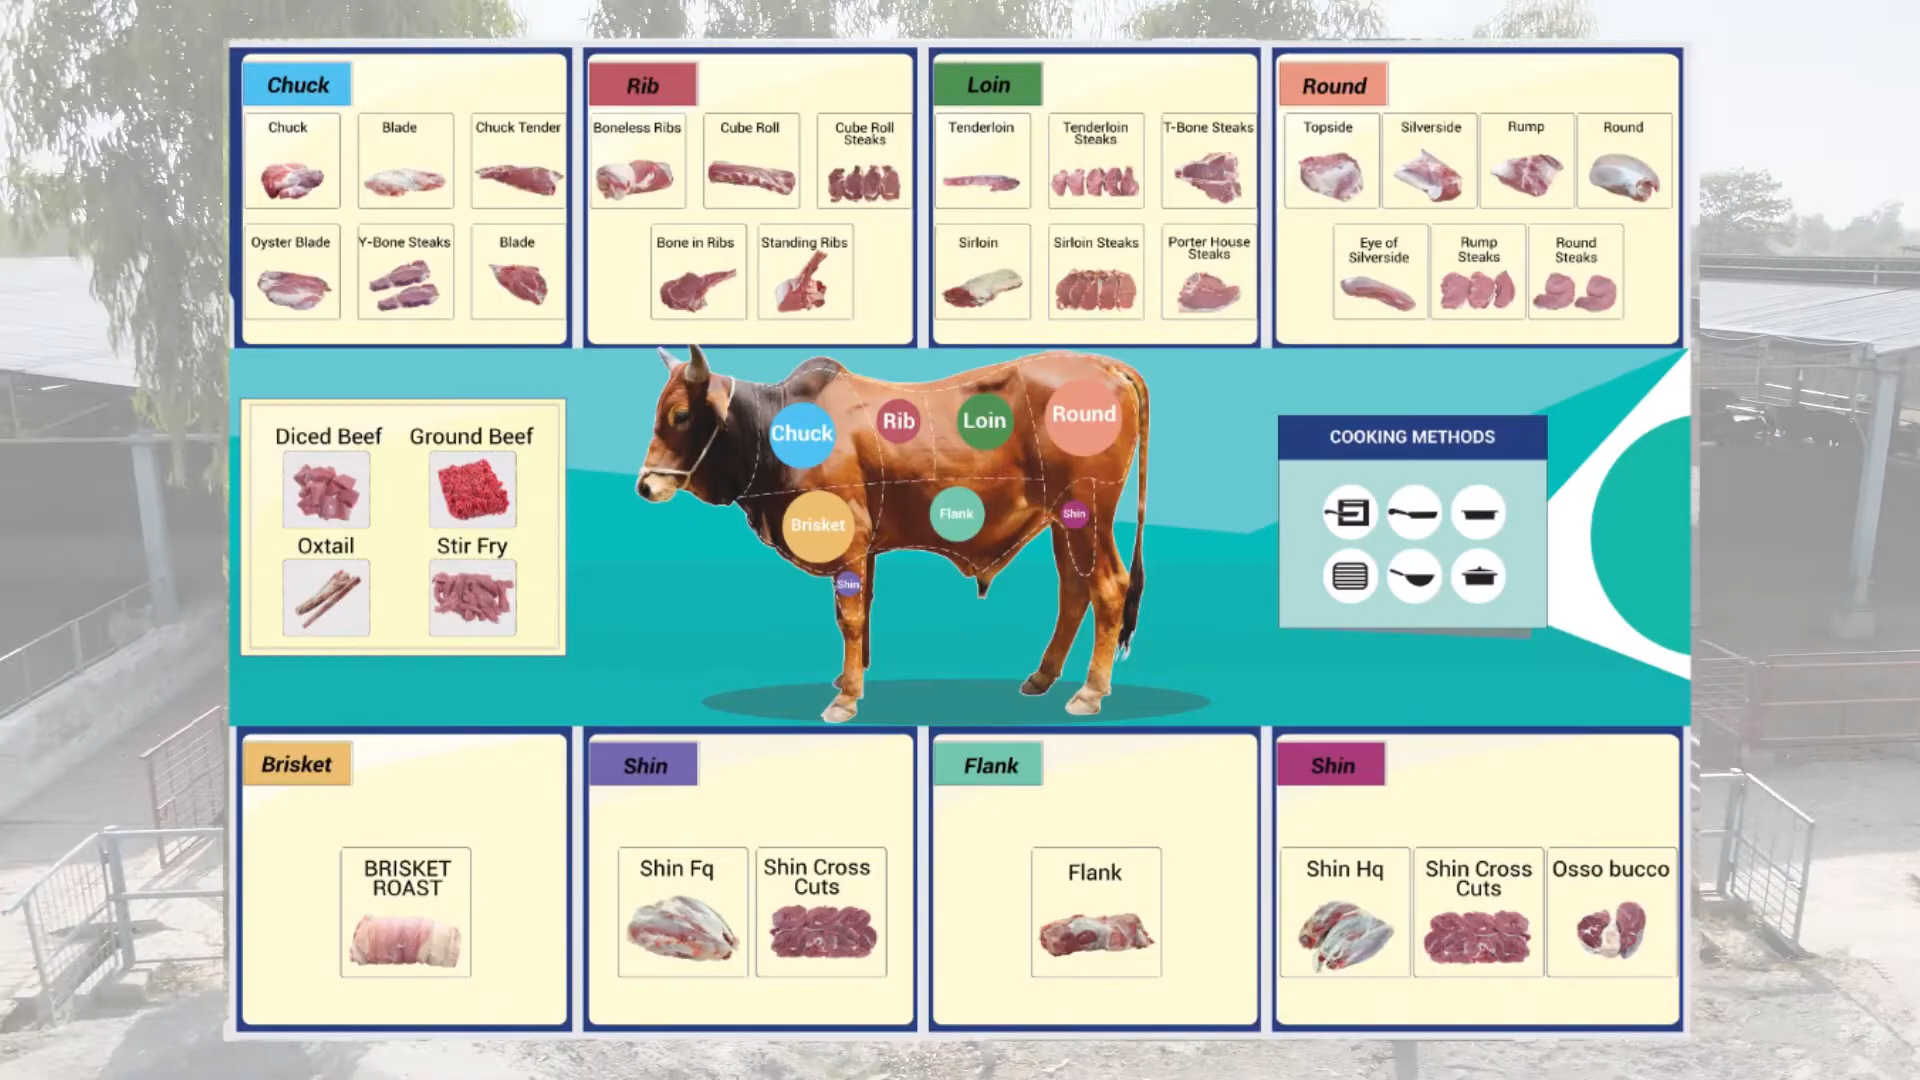 Chuck
Chuck
Blade
Chuck Tender
Oyster Blade
Y-Bone Steaks
Blade
Rib
Boneless Ribs
Cube Roll
Cube Roll
Steaks
Bone in Ribs
Standing Ribs
Loin
Tenderloin
Tenderloin
Steaks
T-Bone Steaks
Sirloin
Sirloin Steaks
Porter House
Steaks
Round
Topside
Silverside
Rump
Round
Eye of
Silverside
Rump
Steaks
Round
Steaks
Diced Beef
Ground Beef
Oxtail
Stir Fry
Chuck
Rib
Loin
Round
Brisket
Flank
Shin
Shin
COOKING METHODS
Brisket
BRISKET
ROAST
Shin
Shin Fq
Shin Cross
Cuts
Flank
Flank
Shin
Shin Hq
Shin Cross
Cuts
Osso bucco